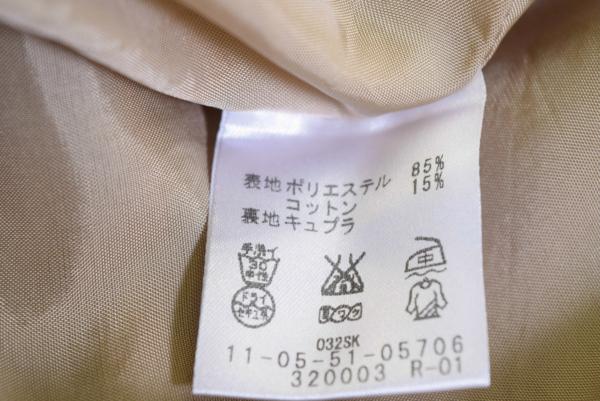 表地 ポリエステル 85%
コットン 15%
裏地 キュプラ
手洗イ
30
中性
中
ドライ
セキユ系
032SK
11-05-51-05706
320003 R-01